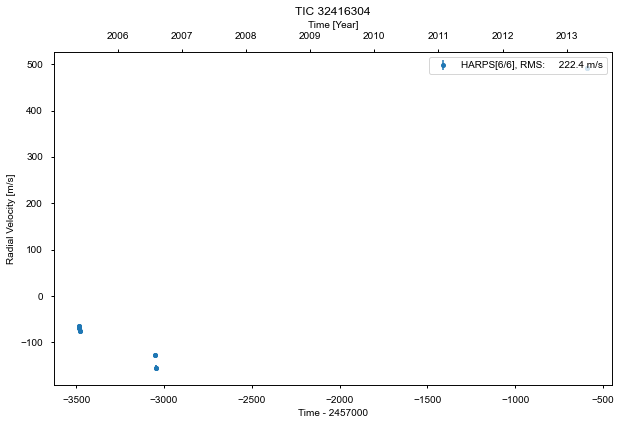 TIC 32416304
Time [Year]
2006 2007 2008 2009 2010 2011 2012 2013
HARPS[6/6], RMS: 222.4 m/s
500
400
300
200
100
0
−100
Radial Velocity [m/s]
−3500 −3000 −2500 −2000 −1500 −1000 −500
Time - 2457000